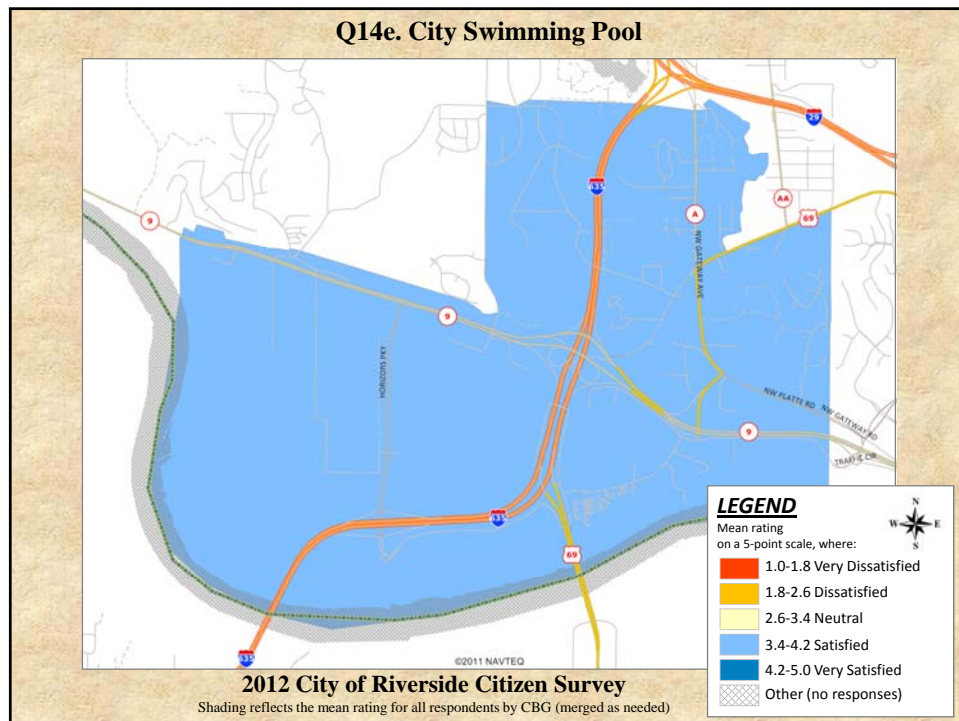 Q14e. City Swimming Pool
29
635
A
AA
69
9
NW GATEWAY AVE
9
HORIZONS PKY
NW PLATTE RD
NW GATEWAY RD
9
TRAFFIC CIR
635
69
635
©2011 NAVTEQ
LEGEND
Mean rating
on a 5-point scale, where:
N
W E
S
1.0-1.8 Very Dissatisfied
1.8-2.6 Dissatisfied
2.6-3.4 Neutral
3.4-4.2 Satisfied
4.2-5.0 Very Satisfied
Other (no responses)
2012 City of Riverside Citizen Survey
Shading reflects the mean rating for all respondents by CBG (merged as needed)